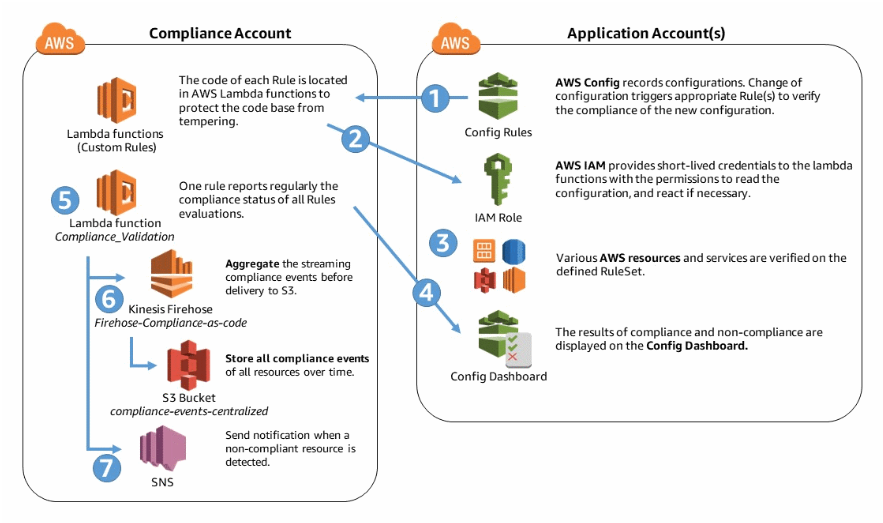 Compliance Account
AWS
The code of each Rule is located
in AWS Lambda functions to
protect the code base from
tempering.
Lambda functions
(Custom Rules)
5
One rule reports regularly the
compliance status of all Rules
evaluations.
Lambda function
Compliance_Validation
6
Aggregate the streaming
compliance events before
delivery to S3.
Kinesis Firehose
Firehose-Compliance-as-code
Store all compliance events
of all resources over time.
S3 Bucket
compliance-events-centralized
7
Send notification when a
non-compliant resource is
detected.
SNS
1
2
3
4
Application Account(s)
AWS
Config Rules
AWS Config records configurations. Change of
configuration triggers appropriate Rule(s) to verify
the compliance of the new configuration.
IAM Role
AWS IAM provides short-lived credentials to the lambda
functions with the permissions to read the
configuration, and react if necessary.
Various AWS resources and services are verified on the
defined RuleSet.
Config Dashboard
The results of compliance and non-compliance are
displayed on the Config Dashboard.